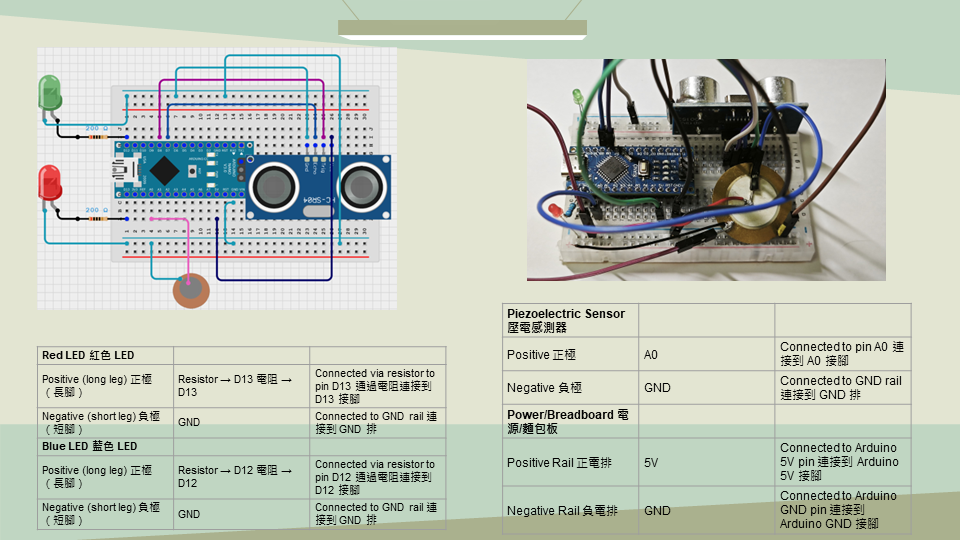 200 Ω
200 Ω
HC-SR04
Red LED 紅色 LED
Positive (long leg) 正極
（長腳）
Resistor → D13 電阻 →
D13
Connected via resistor to
pin D13 通過電阻連接到
D13 接腳
Negative (short leg) 負極
（短腳）
GND
Connected to GND rail 連
接到 GND 排
Blue LED 藍色 LED
Positive (long leg) 正極
（長腳）
Resistor → D12 電阻 →
D12
Connected via resistor to
pin D12 通過電阻連接到
D12 接腳
Negative (short leg) 負極
（短腳）
GND
Connected to GND rail 連
接到 GND 排
Piezoelectric Sensor
壓電感測器
Positive 正極
A0
Connected to pin A0 連
接到 A0 接腳
Negative 負極
GND
Connected to GND rail
連接到 GND 排
Power/Breadboard 電
源/麵包板
Positive Rail 正電排
5V
Connected to Arduino
5V pin 連接到 Arduino
5V 接腳
Negative Rail 負電排
GND
Connected to Arduino
GND pin 連接到
Arduino GND 接腳